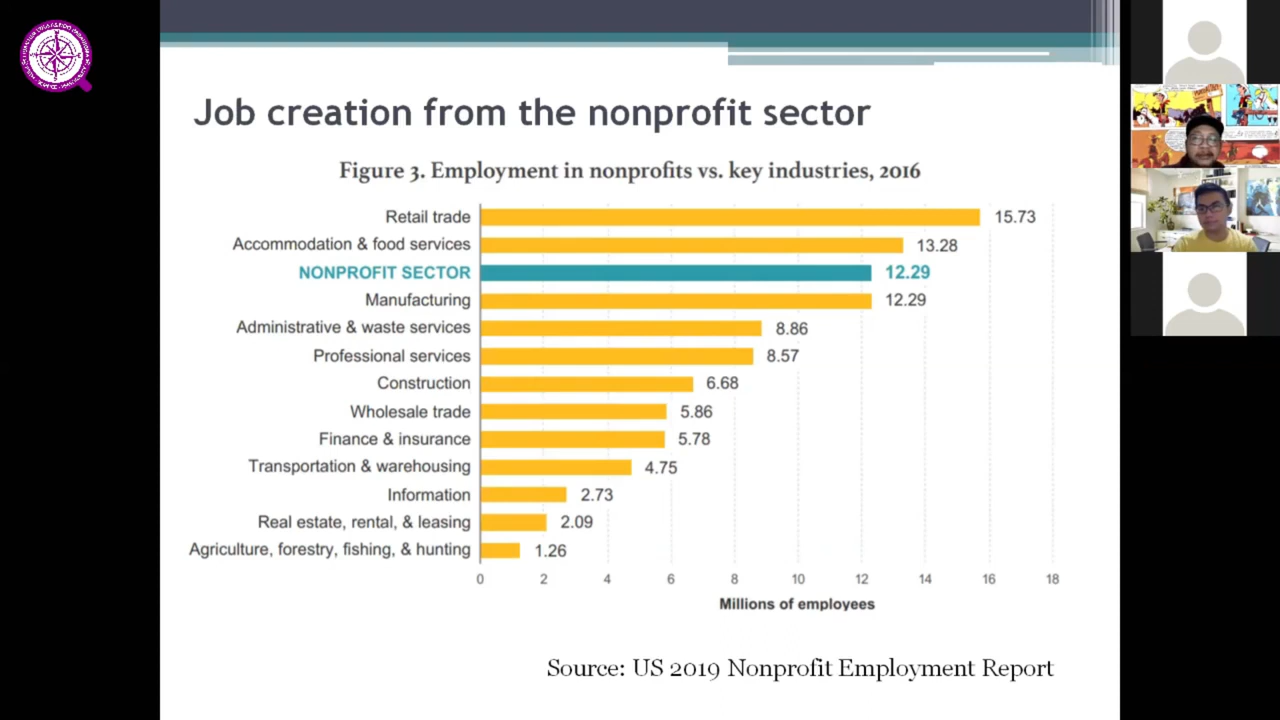 Job creation from the nonprofit sector
Figure 3. Employment in nonprofits vs. key industries, 2016
Retail trade 15.73
Accommodation & food services 13.28
NONPROFIT SECTOR 12.29
Manufacturing 12.29
Administrative & waste services 8.86
Professional services 8.57
Construction 6.68
Wholesale trade 5.86
Finance & insurance 5.78
Transportation & warehousing 4.75
Information 2.73
Real estate, rental, & leasing 2.09
Agriculture, forestry, fishing, & hunting 1.26
0 2 4 6 8 10 12 14 16 18
Millions of employees
Source: US 2019 Nonprofit Employment Report